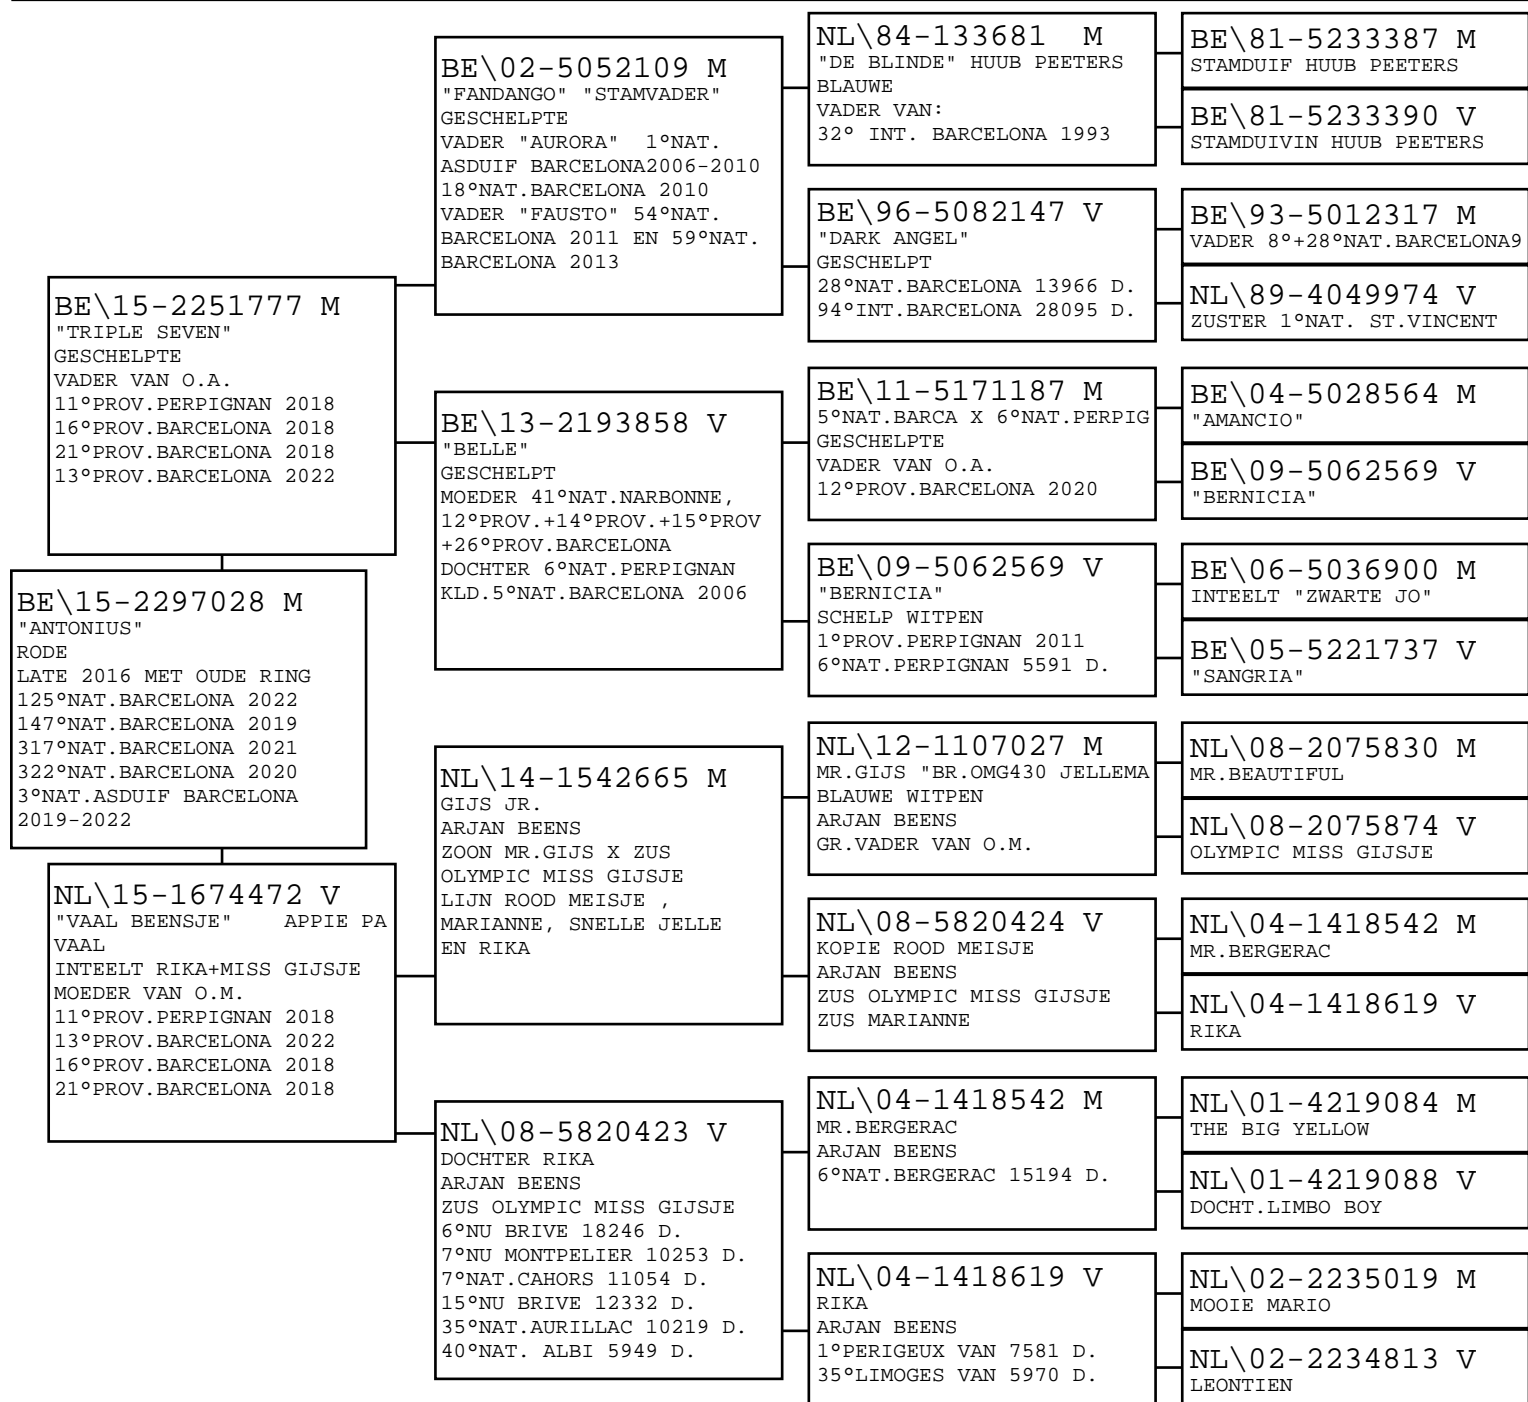 BE\15-2297028 M
"ANTONIUS"
RODE
LATE 2016 MET OUDE RING
125°NAT.BARCELONA 2022
147°NAT.BARCELONA 2019
317°NAT.BARCELONA 2021
322°NAT.BARCELONA 2020
3°NAT.ASDUIF BARCELONA
2019-2022
BE\15-2251777 M
"TRIPLE SEVEN"
GESCHELPTE
VADER VAN O.A.
11°PROV.PERPIGNAN 2018
16°PROV.BARCELONA 2018
21°PROV.BARCELONA 2018
13°PROV.BARCELONA 2022
NL\15-1674472 V
"VAAL BEENSJE" APPIE PA
VAAL
INTEELT RIKA+MISS GIJSJE
MOEDER VAN O.M.
11°PROV.PERPIGNAN 2018
13°PROV.BARCELONA 2022
16°PROV.BARCELONA 2018
21°PROV.BARCELONA 2018
BE\02-5052109 M
"FANDANGO" "STAMVADER"
GESCHELPTE
VADER "AURORA" 1°NAT.
ASDUIF BARCELONA2006-2010
18°NAT.BARCELONA 2010
VADER "FAUSTO" 54°NAT.
BARCELONA 2011 EN 59°NAT.
BARCELONA 2013
BE\13-2193858 V
"BELLE"
GESCHELPT
MOEDER 41°NAT.NARBONNE,
12°PROV.+14°PROV.+15°PROV
+26°PROV.BARCELONA
DOCHTER 6°NAT.PERPIGNAN
KLD.5°NAT.BARCELONA 2006
NL\14-1542665 M
GIJS JR.
ARJAN BEENS
ZOON MR.GIJS X ZUS
OLYMPIC MISS GIJSJE
LIJN ROOD MEISJE ,
MARIANNE, SNELLE JELLE
EN RIKA
NL\08-5820423 V
DOCHTER RIKA
ARJAN BEENS
ZUS OLYMPIC MISS GIJSJE
6°NU BRIVE 18246 D.
7°NU MONTPELIER 10253 D.
7°NAT.CAHORS 11054 D.
15°NU BRIVE 12332 D.
35°NAT.AURILLAC 10219 D.
40°NAT. ALBI 5949 D.
NL\84-133681 M
"DE BLINDE" HUUB PEETERS
BLAUWE
VADER VAN:
32° INT. BARCELONA 1993
BE\96-5082147 V
"DARK ANGEL"
GESCHELPT
28°NAT.BARCELONA 13966 D.
94°INT.BARCELONA 28095 D.
BE\11-5171187 M
5°NAT.BARCA X 6°NAT.PERPIG
GESCHELPTE
VADER VAN O.A.
12°PROV.BARCELONA 2020
BE\09-5062569 V
"BERNICIA"
SCHELP WITPEN
1°PROV.PERPIGNAN 2011
6°NAT.PERPIGNAN 5591 D.
NL\12-1107027 M
MR.GIJS "BR.OMG430 JELLEMA
BLAUWE WITPEN
ARJAN BEENS
GR.VADER VAN O.M.
NL\08-5820424 V
KOPIE ROOD MEISJE
ARJAN BEENS
ZUS OLYMPIC MISS GIJSJE
ZUS MARIANNE
NL\04-1418542 M
MR.BERGERAC
ARJAN BEENS
6°NAT.BERGERAC 15194 D.
NL\04-1418619 V
RIKA
ARJAN BEENS
1°PERIGEUX VAN 7581 D.
35°LIMOGES VAN 5970 D.
BE\81-5233387 M
STAMDUIF HUUB PEETERS
BE\81-5233390 V
STAMDUIVIN HUUB PEETERS
BE\93-5012317 M
VADER 8°+28°NAT.BARCELONA9
NL\89-4049974 V
ZUSTER 1°NAT. ST.VINCENT
BE\04-5028564 M
"AMANCIO"
BE\09-5062569 V
"BERNICIA"
BE\06-5036900 M
INTEELT "ZWARTE JO"
BE\05-5221737 V
"SANGRIA"
NL\08-2075830 M
MR.BEAUTIFUL
NL\08-2075874 V
OLYMPIC MISS GIJSJE
NL\04-1418542 M
MR.BERGERAC
NL\04-1418619 V
RIKA
NL\01-4219084 M
THE BIG YELLOW
NL\01-4219088 V
DOCHT.LIMBO BOY
NL\02-2235019 M
MOOIE MARIO
NL\02-2234813 V
LEONTIEN